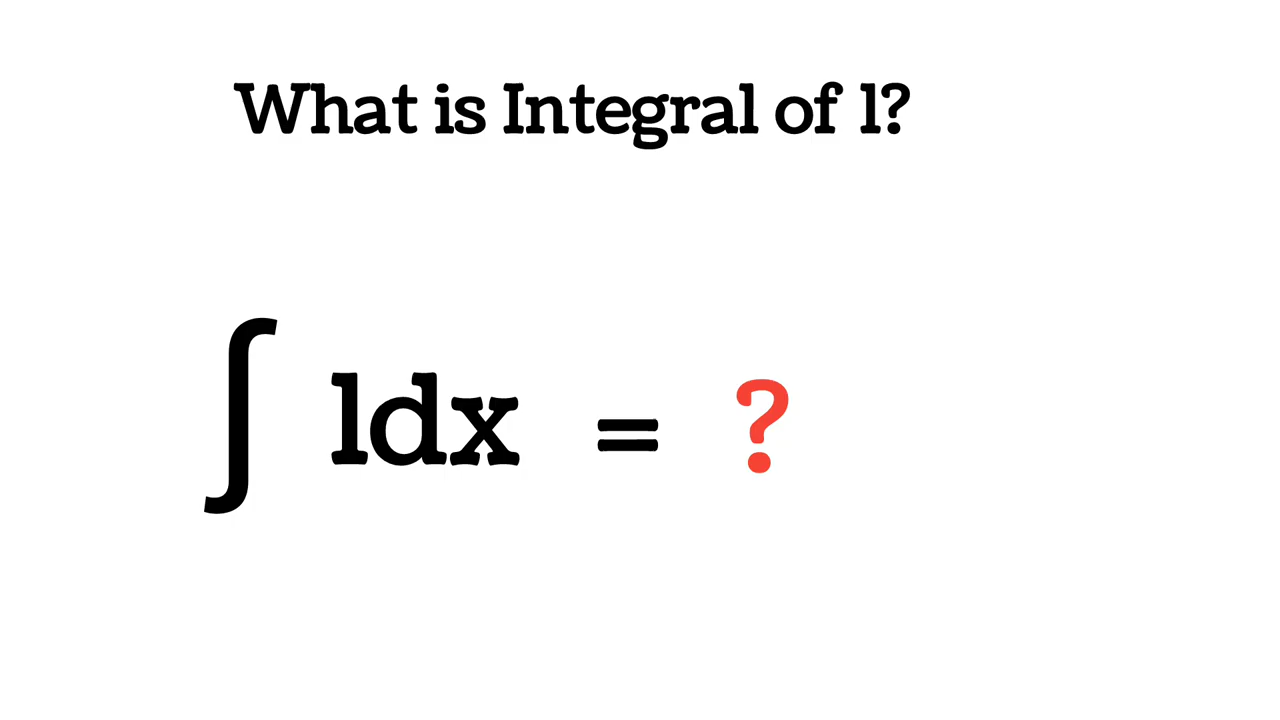 What is Integral of 1?
∫ 1dx = ?